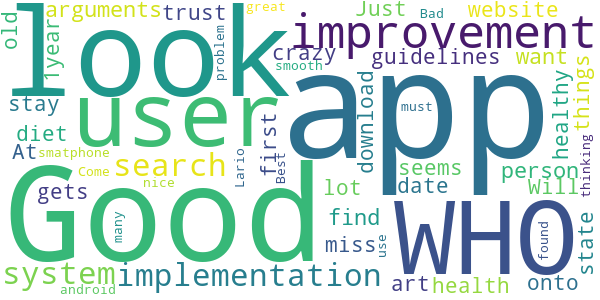 look
old
1year
arguments
trust
great
Just
Bad
website
improvement
problem
crazy
guidelines
want
smooth
things
stay
user
app
must
diet
first
download
healthy
At
smatphone
search
Best
seems
person
thinking
Come
nice
Lario
gets
lot
date
Will
Good
many
find
WHO
found
state
miss
use
system
implementation
art
health
onto
android